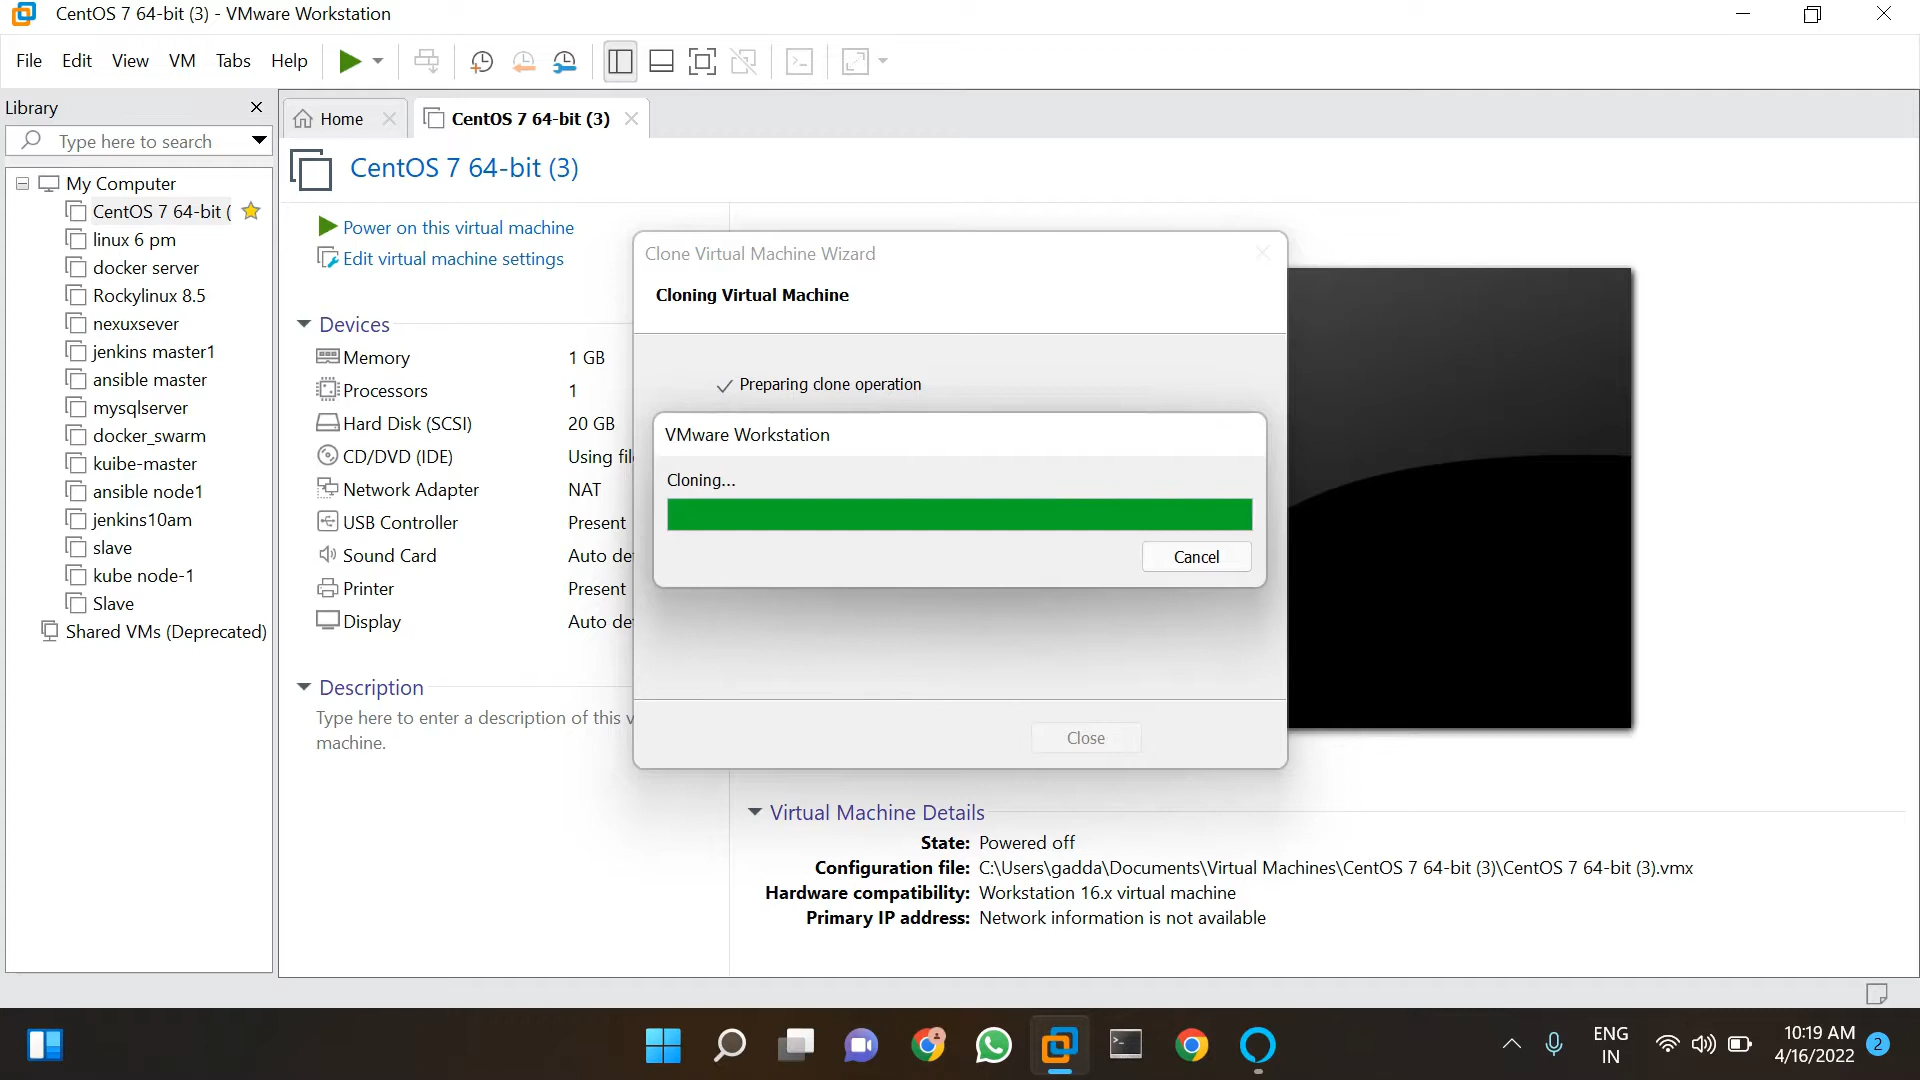 CentOS 7 64-bit (3) - VMware Workstation
File Edit View VM Tabs Help
Library
Home
CentOS 7 64-bit (3)
Type here to search
CentOS 7 64-bit (3)
My Computer
CentOS 7 64-bit (
linux 6 pm
docker server
Rockylinux 8.5
nexuxsever
jenkins master1
ansible master
mysqlserver
docker_swarm
kuibe-master
ansible node1
jenkins10am
slave
kube node-1
Slave
Shared VMs (Deprecated)
Power on this virtual machine
Edit virtual machine settings
Devices
Memory 1 GB
Processors 1
Hard Disk (SCSI) 20 GB
CD/DVD (IDE) Using fil
Network Adapter NAT
USB Controller Present
Sound Card Auto de
Printer Present
Display Auto de
Description
Type here to enter a description of this v
machine.
Clone Virtual Machine Wizard
Cloning Virtual Machine
Preparing clone operation
VMware Workstation
Cloning...
Cancel
Close
Virtual Machine Details
State: Powered off
Configuration file: C:\Users\gadda\Documents\Virtual Machines\CentOS 7 64-bit (3)\CentOS 7 64-bit (3).vmx
Hardware compatibility: Workstation 16.x virtual machine
Primary IP address: Network information is not available
ENG
IN
10:19 AM
4/16/2022
2